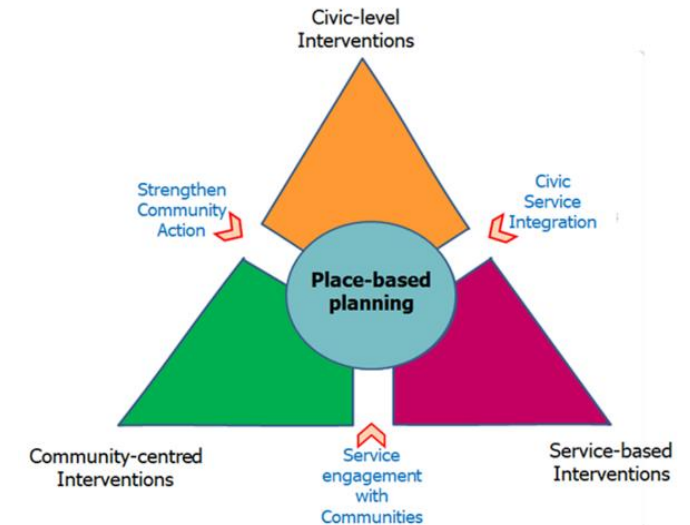 Civic-level
Interventions
Strengthen
Community
Action
Civic
Service
Integration
Place-based
planning
Community-centred
Interventions
Service
engagement
with
Communities
Service-based
Interventions